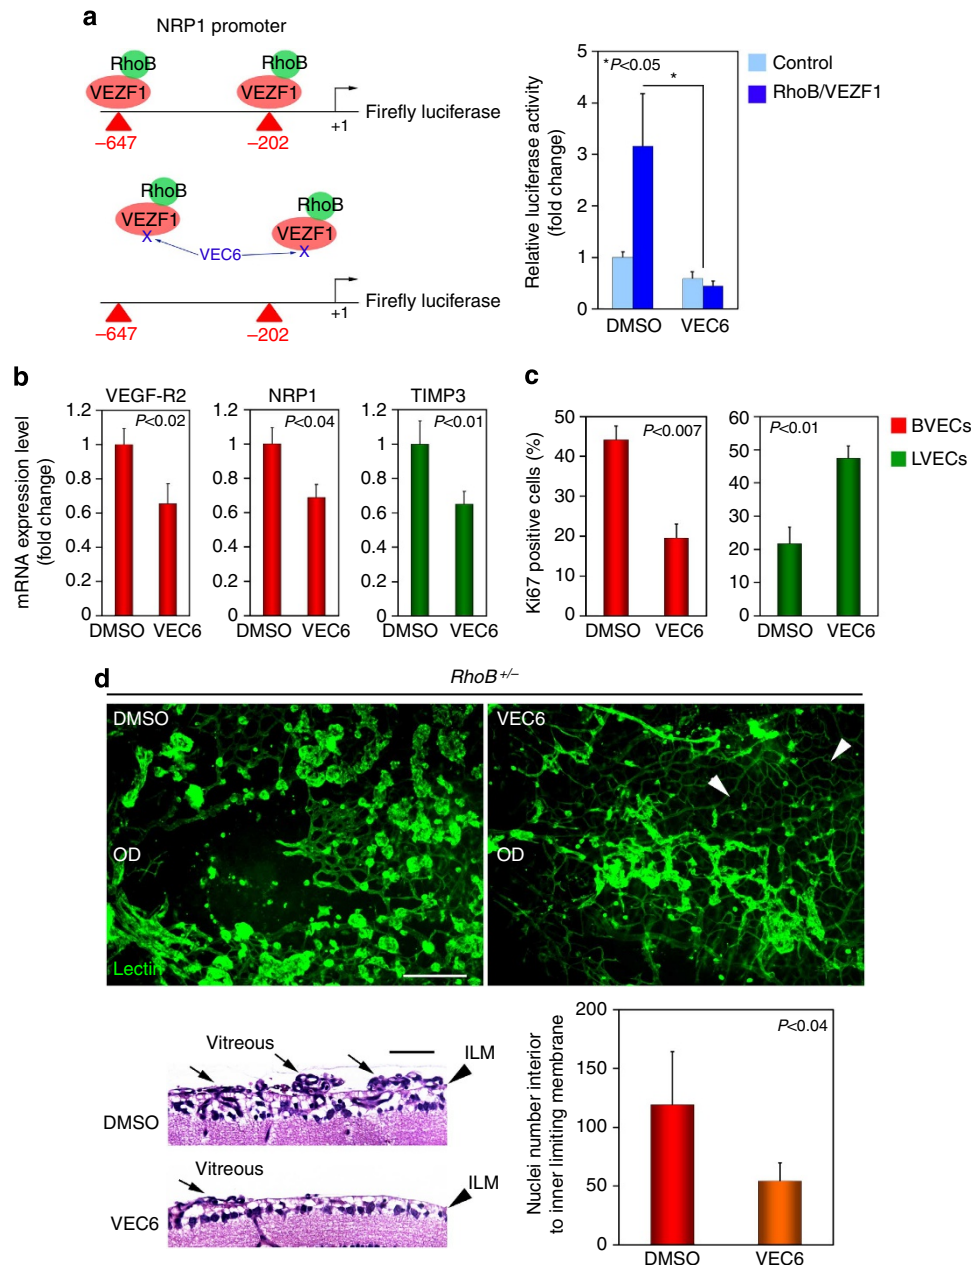 a
NRP1 promoter
RhoB
RhoB
VEZF1
VEZF1
Firefly luciferase
+1
–647
–202
RhoB
RhoB
VEZF1
VEZF1
X
X
VEC6
Firefly luciferase
+1
–647
–202
Relative luciferase activity
(fold change)
5
4
3
2
1
0
*P<0.05
*
DMSO
VEC6
Control
RhoB/VEZF1
b
mRNA expression level
(fold change)
VEGF-R2
P<0.02
1.2
1
0.8
0.6
0.4
0.2
0
DMSO VEC6
NRP1
P<0.04
1.2
1
0.8
0.6
0.4
0.2
0
DMSO VEC6
TIMP3
P<0.01
1.2
1
0.8
0.6
0.4
0.2
0
DMSO VEC6
c
Ki67 positive cells (%)
50
40
30
20
10
0
P<0.007
DMSO VEC6
60
50
40
30
20
10
0
P<0.01
DMSO VEC6
BVECs
LVECs
d
RhoB+/–
DMSO
OD
Lectin
VEC6
OD
Vitreous
ILM
DMSO
Vitreous
ILM
VEC6
Nuclei number interior
to inner limiting membrane
200
150
100
50
0
P<0.04
DMSO
VEC6